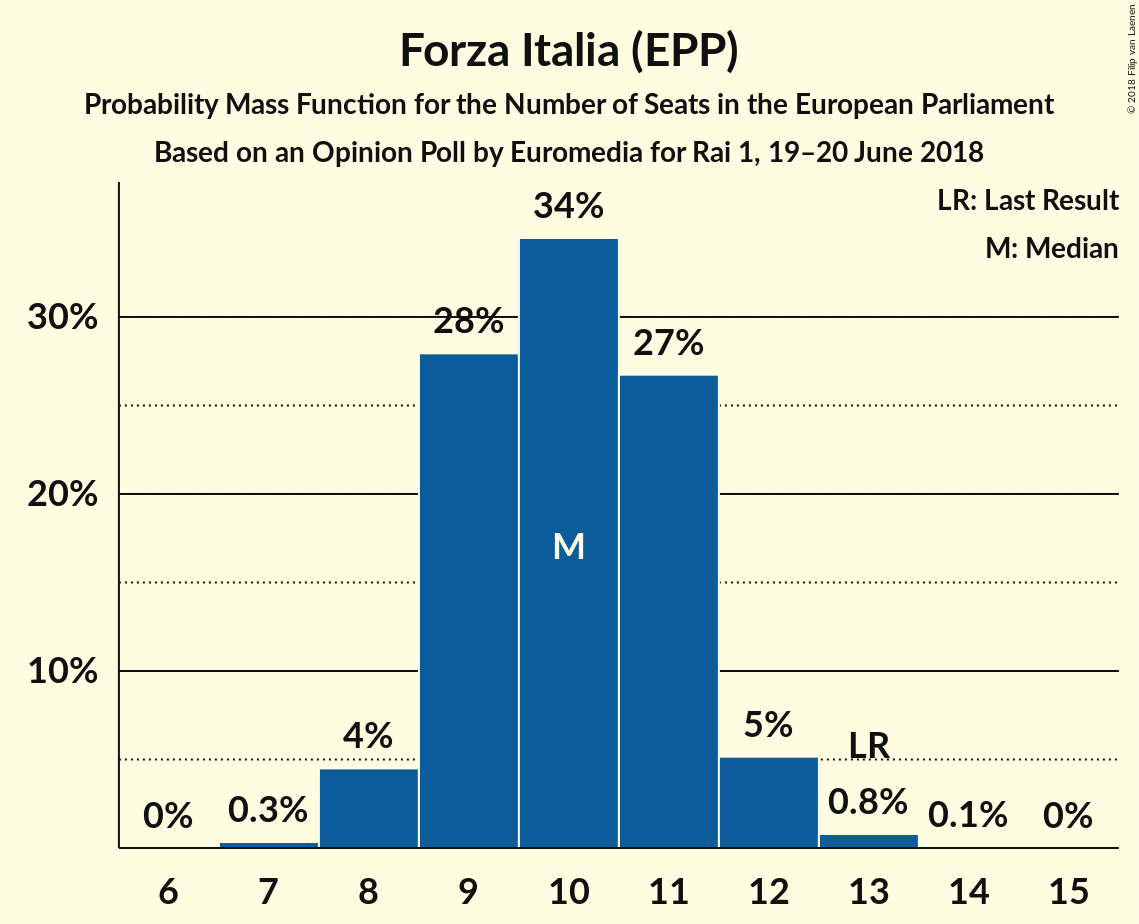 Forza Italia (EPP)
Probability Mass Function for the Number of Seats in the European Parliament
Based on an Opinion Poll by Euromedia for Rai 1, 19–20 June 2018
© 2018 Filip van Laenen
LR: Last Result
M: Median
34%
30%
28%
27%
20%
M
10%
4%
5%
LR
0%
0.3%
0.8%
0.1%
0%
6 7 8 9 10 11 12 13 14 15